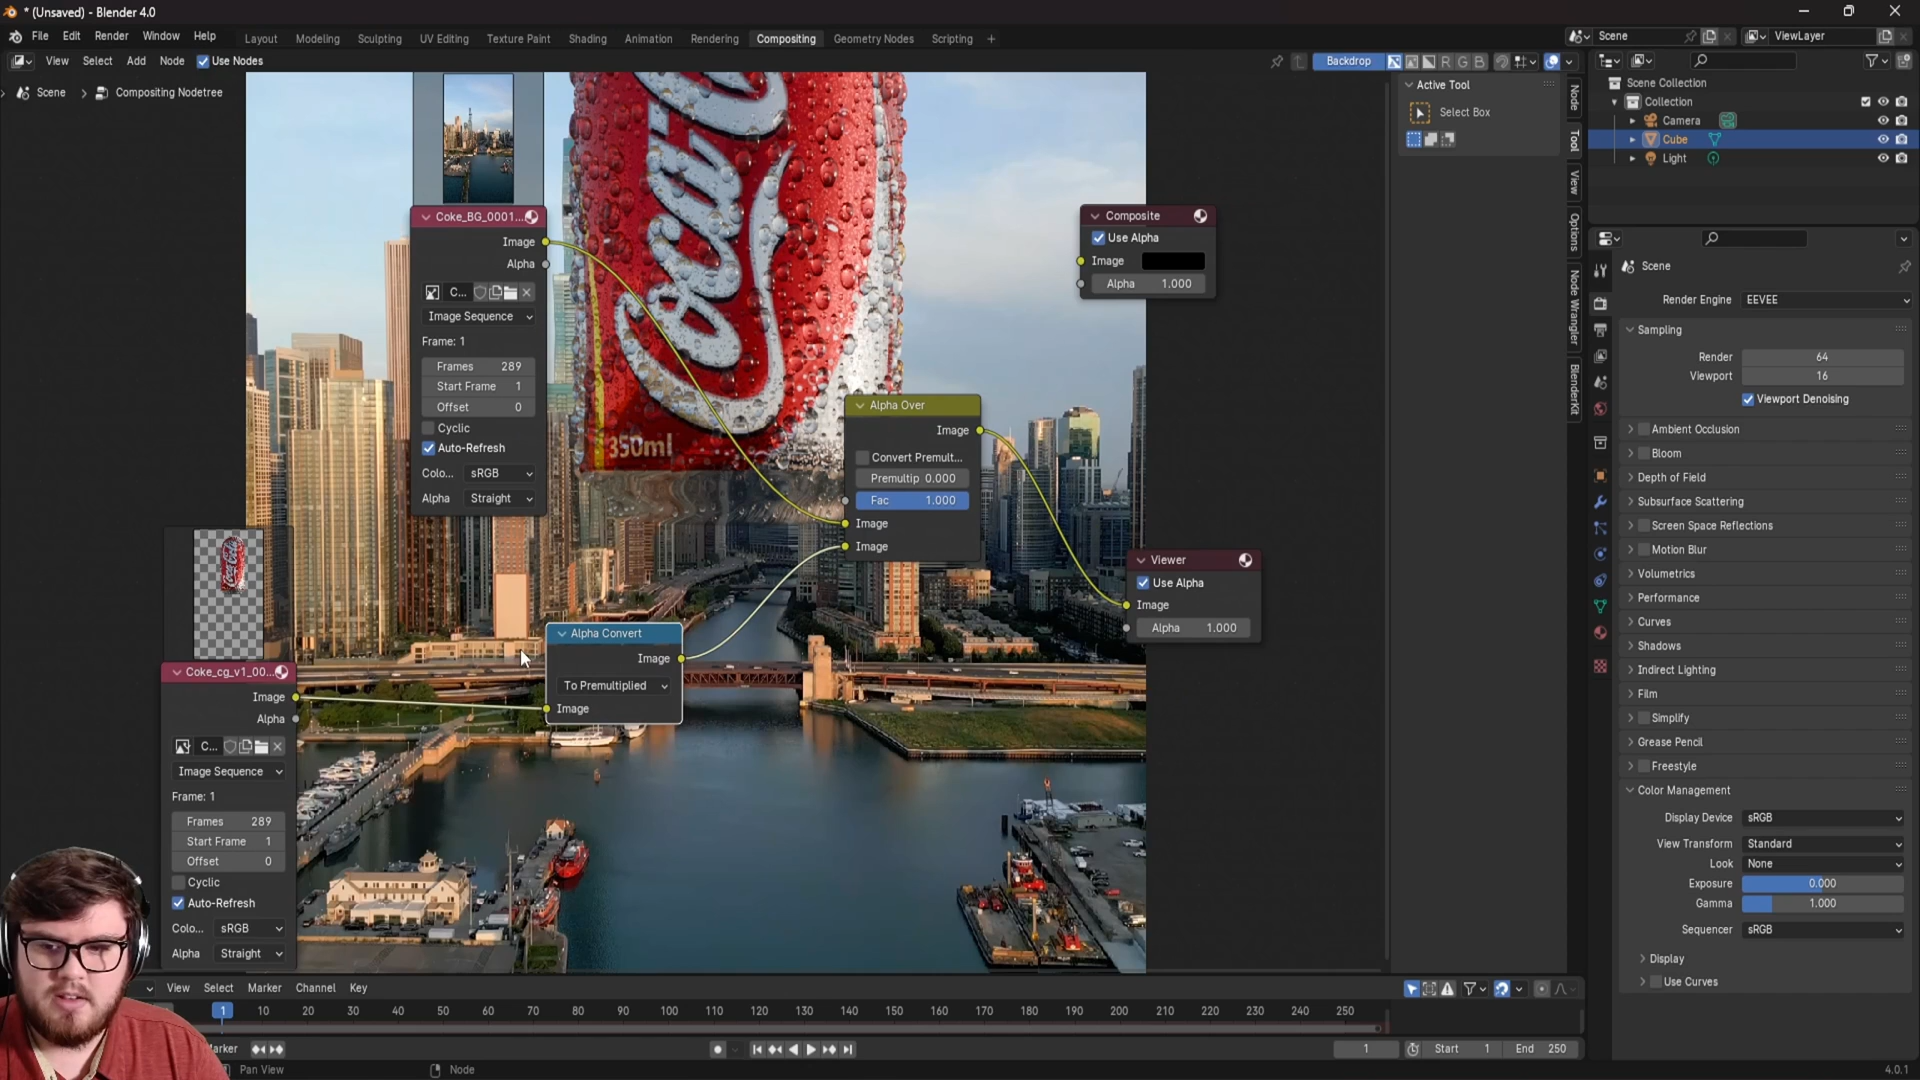 * (Unsaved) - Blender 4.0
File Edit Render Window Help
Layout Modeling Sculpting UV Editing Texture Paint Shading Animation Rendering Compositing Geometry Nodes Scripting +
Scene
ViewLayer
View Select Add Node Use Nodes
Backdrop
R G B
Scene > Compositing Nodetree
Active Tool
Select Box
Node
Tool
View
Options
Node Wrangler
BlenderKit
Scene Collection
Collection
Camera
Cube
Light
Coca
350ml
Coke_BG_0001...
Image
Alpha
C...
Image Sequence
Frame: 1
Frames 289
Start Frame 1
Offset 0
Cyclic
Auto-Refresh
Colo... sRGB
Alpha Straight
Composite
Use Alpha
Image
Alpha 1.000
Alpha Over
Image
Convert Premult...
Premultip 0.000
Fac 1.000
Image
Image
Viewer
Use Alpha
Image
Alpha 1.000
Alpha Convert
Image
To Premultiplied
Image
Coke_cg_v1_00...
Image
Alpha
C...
Image Sequence
Frame: 1
Frames 289
Start Frame 1
Offset 0
Cyclic
Auto-Refresh
Colo... sRGB
Alpha Straight
Scene
Render Engine EEVEE
Sampling
Render 64
Viewport 16
Viewport Denoising
Ambient Occlusion
Bloom
Depth of Field
Subsurface Scattering
Screen Space Reflections
Motion Blur
Volumetrics
Performance
Curves
Shadows
Indirect Lighting
Film
Simplify
Grease Pencil
Freestyle
Color Management
Display Device sRGB
View Transform Standard
Look None
Exposure 0.000
Gamma 1.000
Sequencer sRGB
Display
Use Curves
View Select Marker Channel Key
1 10 20 30 40 50 60 70 80 90 100 110 120 130 140 150 160 170 180 190 200 210 220 230 240 250
1 Start 1 End 250
Pan View Node
4.0.1